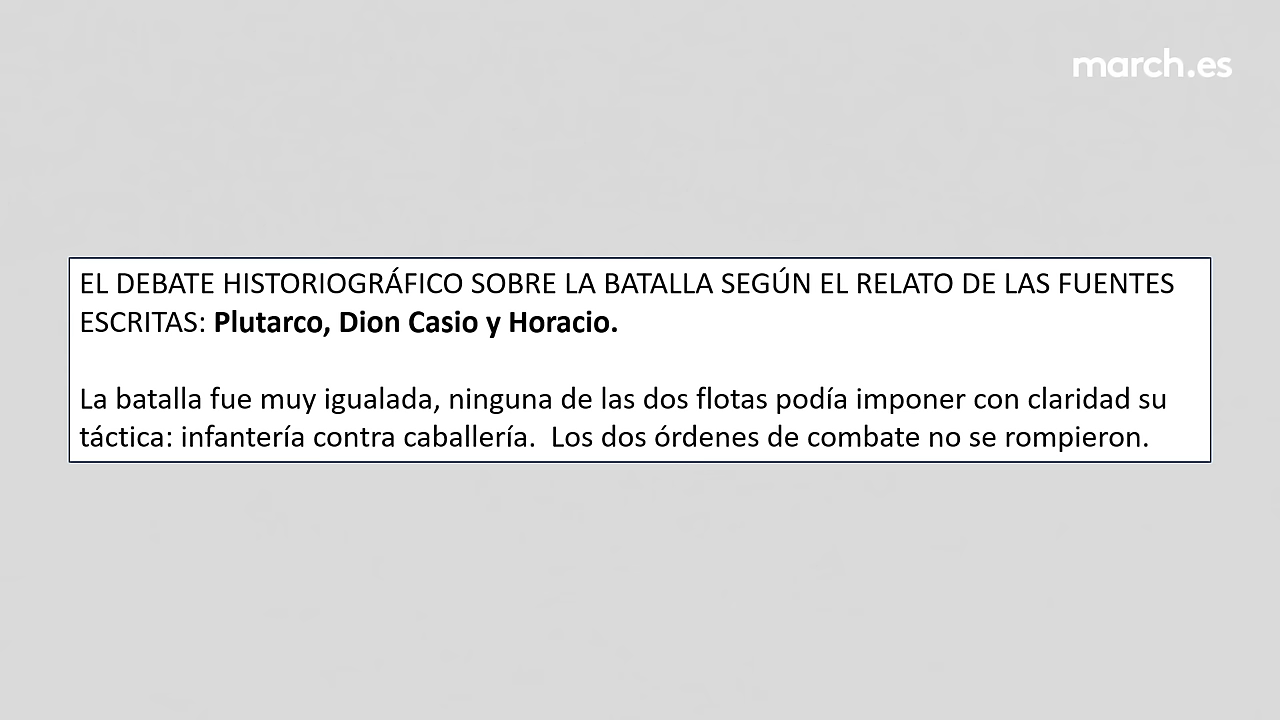 march.es
EL DEBATE HISTORIOGRÁFICO SOBRE LA BATALLA SEGÚN EL RELATO DE LAS FUENTES
ESCRITAS: Plutarco, Dion Casio y Horacio.
La batalla fue muy igualada, ninguna de las dos flotas podía imponer con claridad su
táctica: infantería contra caballería.  Los dos órdenes de combate no se rompieron.